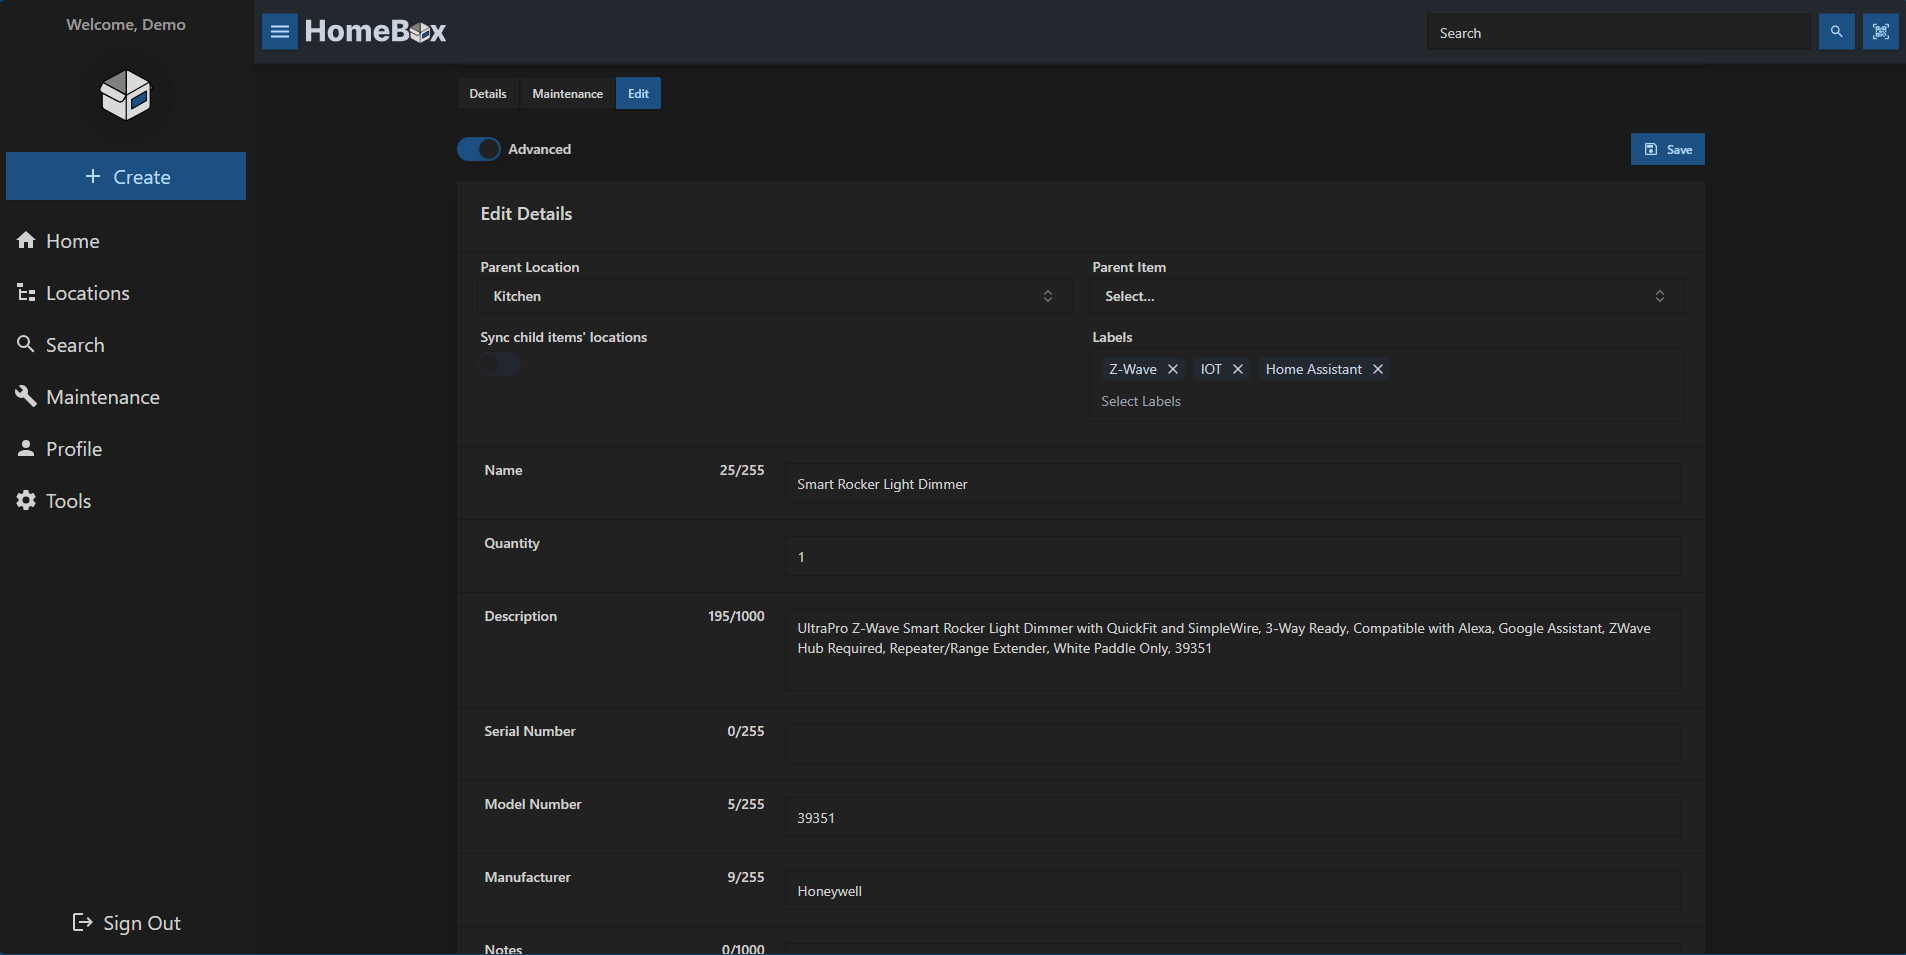 Welcome, Demo
HomeBox
Search
Create
Home
Locations
Search
Maintenance
Profile
Tools
Sign Out
Details
Maintenance
Edit
Advanced
Save
Edit Details
Parent Location
Kitchen
Parent Item
Select...
Sync child items' locations
Labels
Z-Wave
IOT
Home Assistant
Select Labels
Name 25/255
Smart Rocker Light Dimmer
Quantity
1
Description 195/1000
UltraPro Z-Wave Smart Rocker Light Dimmer with QuickFit and SimpleWire, 3-Way Ready, Compatible with Alexa, Google Assistant, ZWave
Hub Required, Repeater/Range Extender, White Paddle Only, 39351
Serial Number 0/255
Model Number 5/255
39351
Manufacturer 9/255
Honeywell
Notes 0/1000